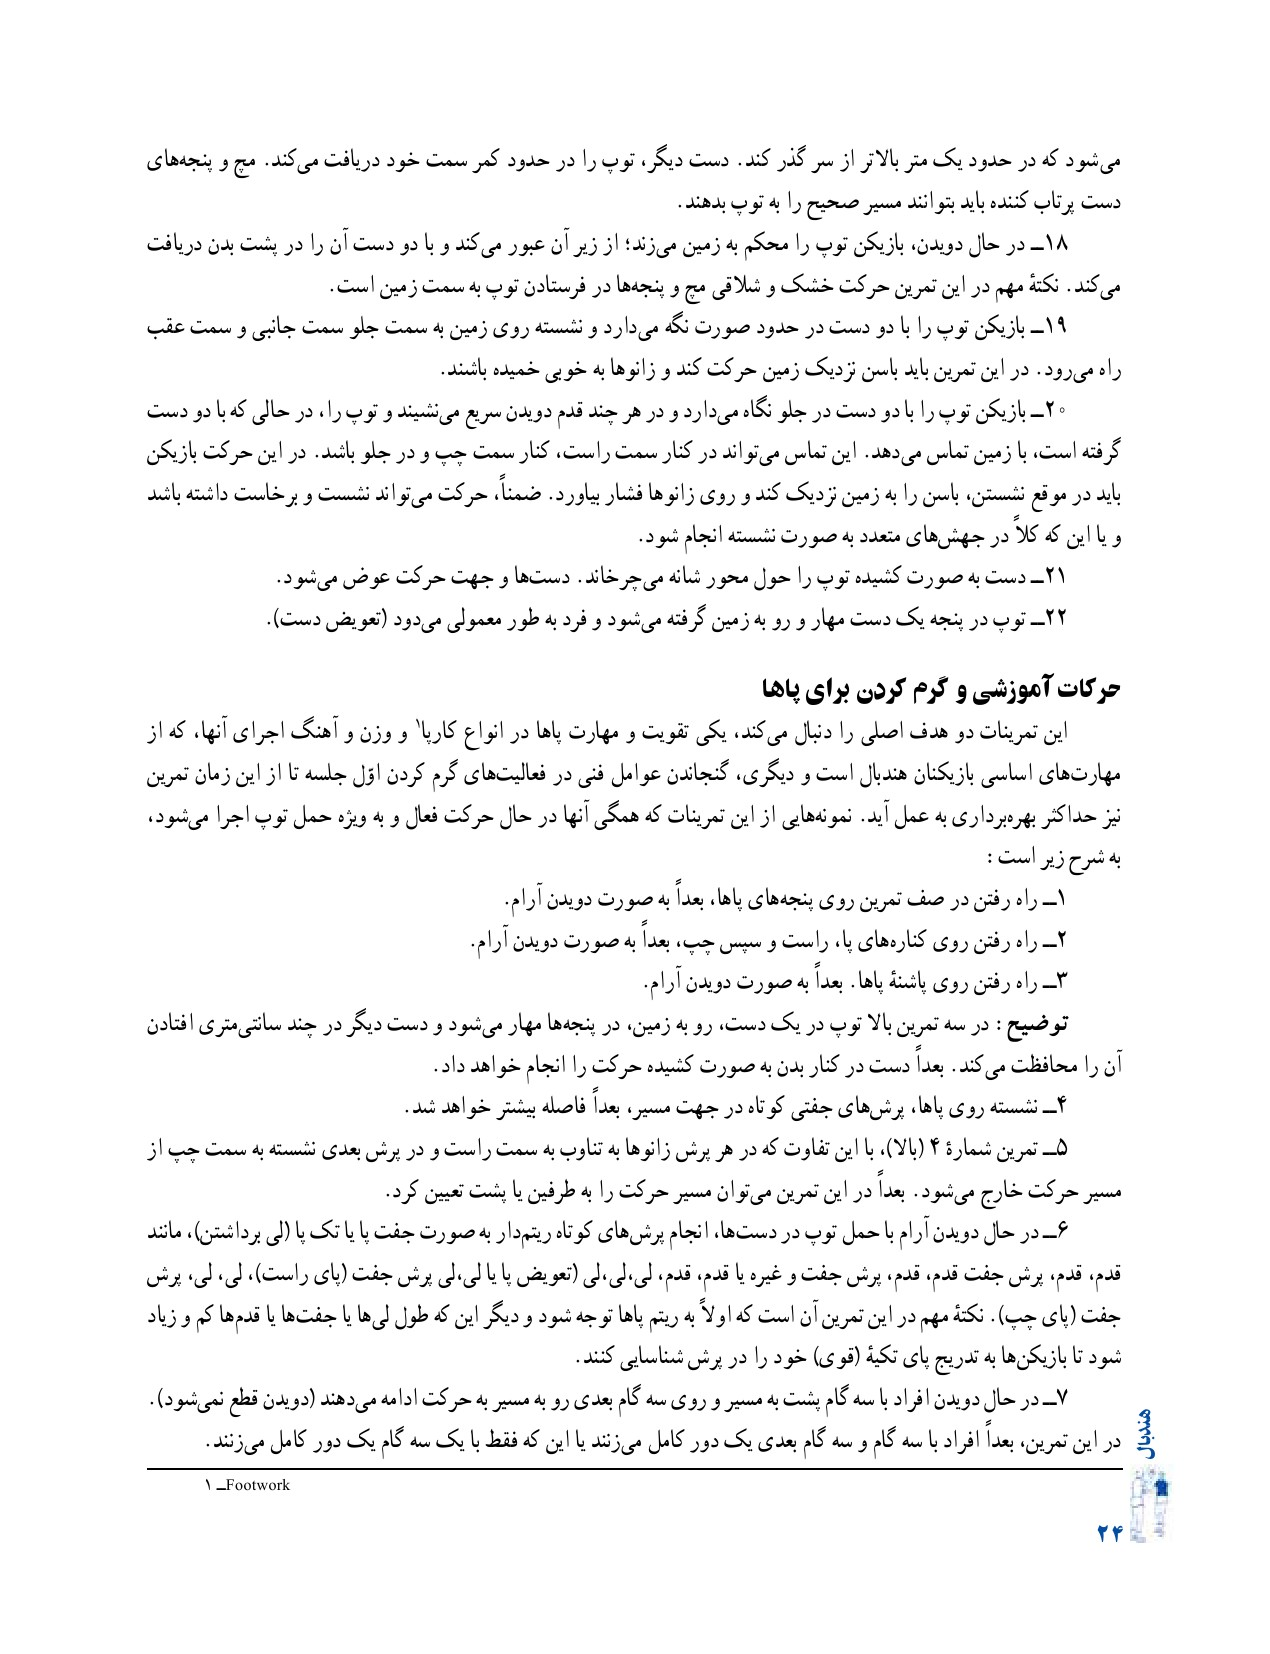 می‌شود که در حدود یک متر بالاتر از سر گذر کند. دست دیگر، توپ را در حدود کمر سمت خود دریافت می‌کند. مچ و پنجه‌های
دست پرتاب کننده باید بتوانند مسیر صحیح را به توپ بدهند.
۱۸ــ در حال دویدن، بازیکن توپ را محکم به زمین می‌زند؛ از زیر آن عبور می‌کند و با دو دست آن را در پشت بدن دریافت
می‌کند. نکتهٔ مهم در این تمرین حرکت خشک و شلاقی مچ و پنجه‌ها در فرستادن توپ به سمت زمین است.
۱۹ــ بازیکن توپ را با دو دست در حدود صورت نگه می‌دارد و نشسته روی زمین به سمت جلو سمت جانبی و سمت عقب
راه می‌رود. در این تمرین باید باسن نزدیک زمین حرکت کند و زانوها به خوبی خمیده باشند.
۲۰ــ بازیکن توپ را با دو دست در جلو نگاه می‌دارد و در هر چند قدم دویدن سریع می‌نشیند و توپ را، در حالی که با دو دست
گرفته است، با زمین تماس می‌دهد. این تماس می‌تواند در کنار سمت راست، کنار سمت چپ و در جلو باشد. در این حرکت بازیکن
باید در موقع نشستن، باسن را به زمین نزدیک کند و روی زانوها فشار بیاورد. ضمناً، حرکت می‌تواند نشست و برخاست داشته باشد
و یا این که کلاً در جهش‌های متعدد به صورت نشسته انجام شود.
۲۱ــ دست به صورت کشیده توپ را حول محور شانه می‌چرخاند. دست‌ها و جهت حرکت عوض می‌شود.
۲۲ــ توپ در پنجه یک دست مهار و رو به زمین گرفته می‌شود و فرد به طور معمولی می‌دود (تعویض دست).
حرکات آموزشی و گرم کردن برای پاها
این تمرینات دو هدف اصلی را دنبال می‌کند، یکی تقویت و مهارت پاها در انواع کارپا۱ و وزن و آهنگ اجرای آنها، که از
مهارت‌های اساسی بازیکنان هندبال است و دیگری، گنجاندن عوامل فنی در فعالیت‌های گرم کردن اوّل جلسه تا از این زمان تمرین
نیز حداکثر بهره‌برداری به عمل آید. نمونه‌هایی از این تمرینات که همگی آنها در حال حرکت فعال و به ویژه حمل توپ اجرا می‌شود،
به شرح زیر است :
۱ــ راه رفتن در صف تمرین روی پنجه‌های پاها، بعداً به صورت دویدن آرام.
۲ــ راه رفتن روی کناره‌های پا، راست و سپس چپ، بعداً به صورت دویدن آرام.
۳ــ راه رفتن روی پاشنهٔ پاها. بعداً به صورت دویدن آرام.
توضیح : در سه تمرین بالا توپ در یک دست، رو به زمین، در پنجه‌ها مهار می‌شود و دست دیگر در چند سانتی‌متری افتادن
آن را محافظت می‌کند. بعداً دست در کنار بدن به صورت کشیده حرکت را انجام خواهد داد.
۴ــ نشسته روی پاها، پرش‌های جفتی کوتاه در جهت مسیر، بعداً فاصله بیشتر خواهد شد.
۵ــ تمرین شمارهٔ ۴ (بالا)، با این تفاوت که در هر پرش زانوها به تناوب به سمت راست و در پرش بعدی نشسته به سمت چپ از
مسیر حرکت خارج می‌شود. بعداً در این تمرین می‌توان مسیر حرکت را به طرفین یا پشت تعیین کرد.
۶ــ در حال دویدن آرام با حمل توپ در دست‌ها، انجام پرش‌های کوتاه ریتم‌دار به صورت جفت پا یا تک پا (لی برداشتن)، مانند
قدم، قدم، پرش جفت قدم، قدم، پرش جفت و غیره یا قدم، قدم، لی،لی،لی (تعویض پا یا لی،لی پرش جفت (پای راست)، لی، لی، پرش
جفت (پای چپ). نکتهٔ مهم در این تمرین آن است که اولاً به ریتم پاها توجه شود و دیگر این که طول لی‌ها یا جفت‌ها یا قدم‌ها کم و زیاد
شود تا بازیکن‌ها به تدریج پای تکیهٔ (قوی) خود را در پرش شناسایی کنند.
۷ــ در حال دویدن افراد با سه گام پشت به مسیر و روی سه گام بعدی رو به مسیر به حرکت ادامه می‌دهند (دویدن قطع نمی‌شود).
در این تمرین، بعداً افراد با سه گام و سه گام بعدی یک دور کامل می‌زنند یا این که فقط با یک سه گام یک دور کامل می‌زنند.
۱ــ Footwork
هندبال
۲۴